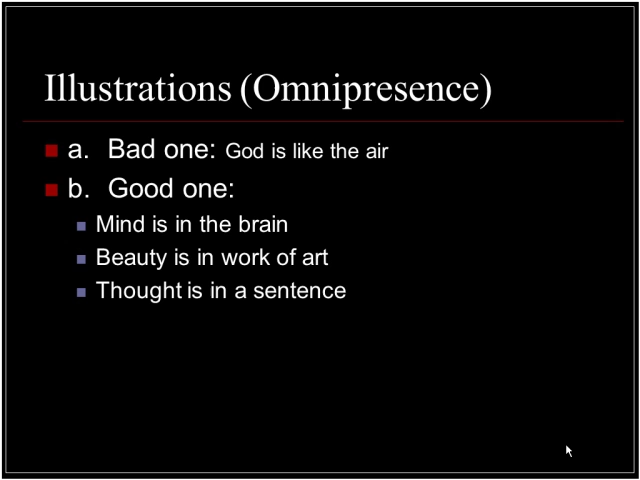 Illustrations (Omnipresence)
a. Bad one: God is like the air
b. Good one:
Mind is in the brain
Beauty is in work of art
Thought is in a sentence